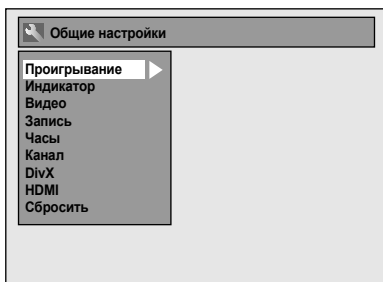 Общие настройки
Проигрывание
Индикатор
Видео
Запись
Часы
Канал
DivX
HDMI
Сбросить